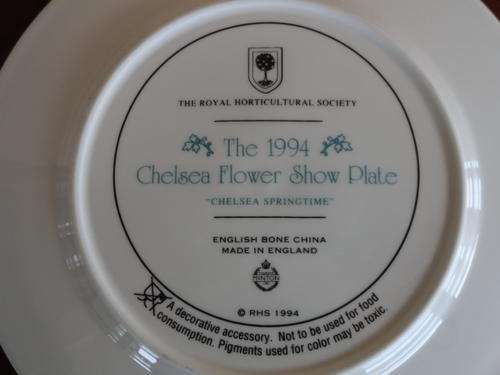 THE ROYAL HORTICULTURAL SOCIETY
The 1994
Chelsea Flower Show Plate
"CHELSEA SPRINGTIME"
ENGLISH BONE CHINA
MADE IN ENGLAND
MINTON
© RHS 1994
A decorative accessory. Not to be used for food
consumption. Pigments used for color may be toxic.